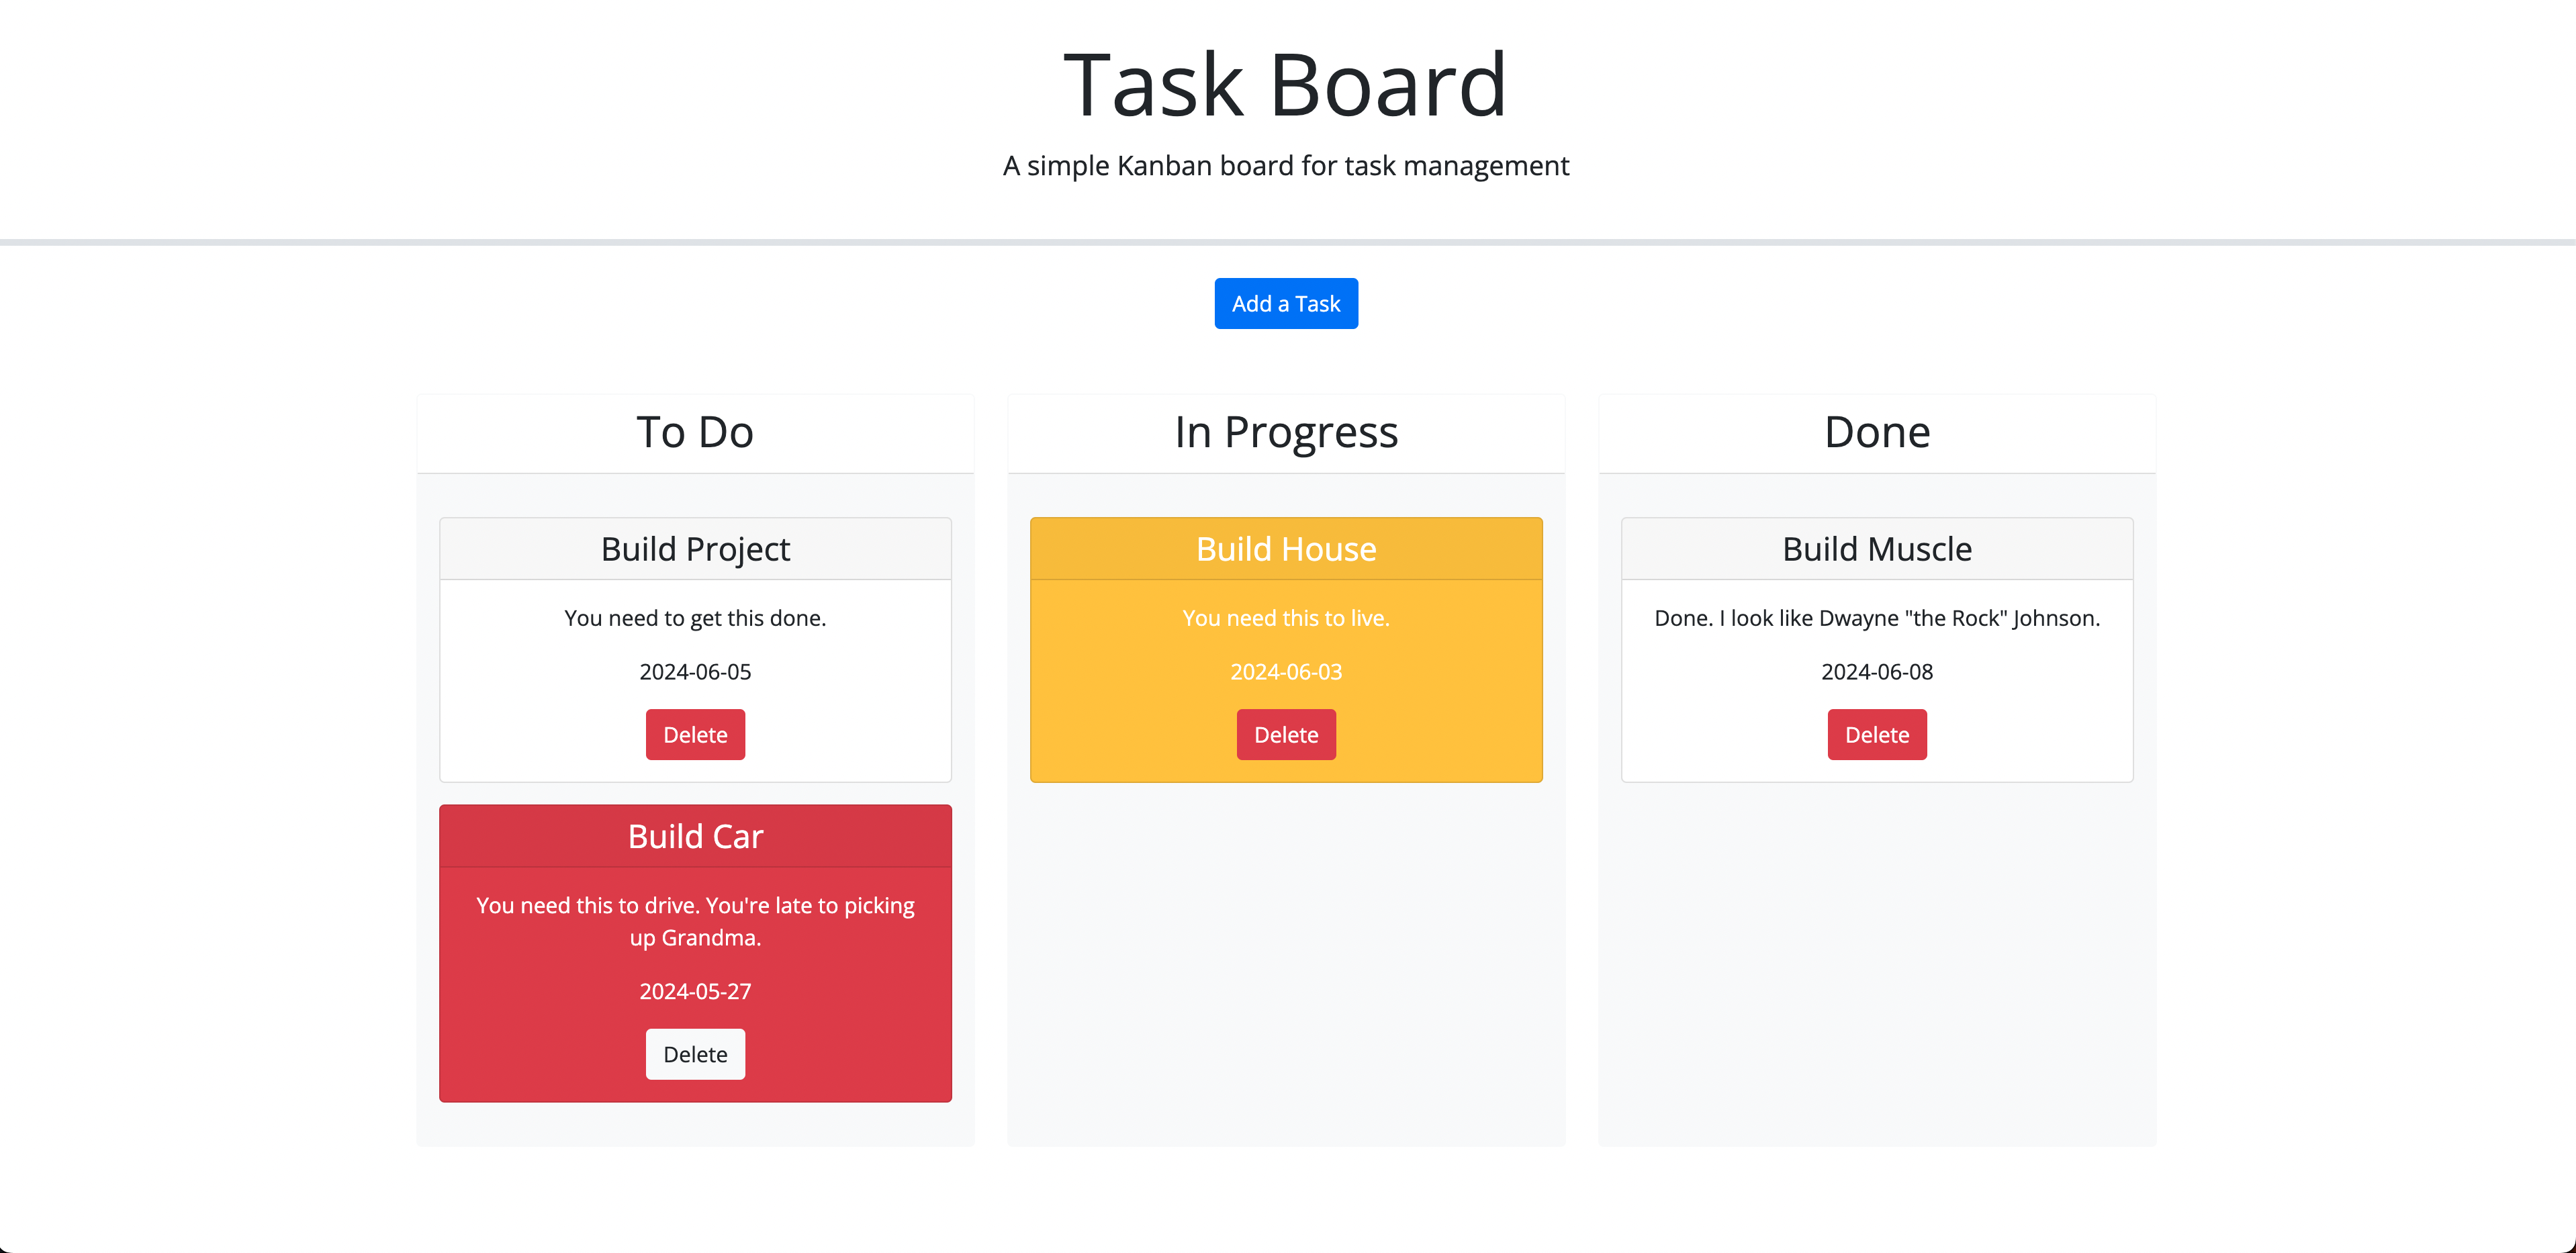 Task Board
A simple Kanban board for task management
Add a Task
To Do
Build Project
You need to get this done.
2024-06-05
Delete
Build Car
You need this to drive. You're late to picking
up Grandma.
2024-05-27
Delete
In Progress
Build House
You need this to live.
2024-06-03
Delete
Done
Build Muscle
Done. I look like Dwayne "the Rock" Johnson.
2024-06-08
Delete